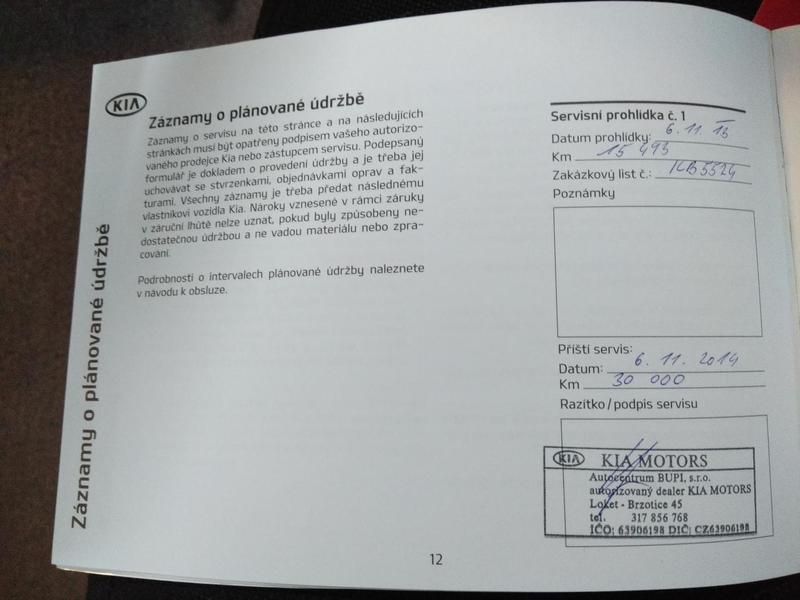 KIA
Záznamy o plánované údržbě
Záznamy o servisu na této stránce a na následujících
stránkách musí být opatřeny podpisem vašeho autorizo-
vaného prodejce Kia nebo zástupcem servisu. Podepsaný
formulář je dokladem o provedení údržby a je třeba jej
uchovávat se stvrzenkami, objednávkami oprav a fak-
turami. Všechny záznamy je třeba předat následnému
vlastníkovi vozidla Kia. Nároky vznesené v rámci záruky
v záruční lhůtě nelze uznat, pokud byly způsobeny ne-
dostatečnou údržbou a ne vadou materiálu nebo zpra-
cování.
Podrobnosti o intervalech plánované údržby naleznete
v návodu k obsluze.
Záznamy o plánované údržbě
Servisní prohlídka č. 1
Datum prohlídky: 6. 11. 13
Km 15 493
Zakázkový list č.: KB5524
Poznámky
Příští servis:
Datum: 6. 11. 2014
Km 30 000
Razítko/podpis servisu
KIA KIA MOTORS
Autocentrum BUPI, s.r.o.
autorizovaný dealer KIA MOTORS
Loket - Brzotice 45
tel. 317 856 768
IČO: 63906198 DIČ: CZ63906198
12